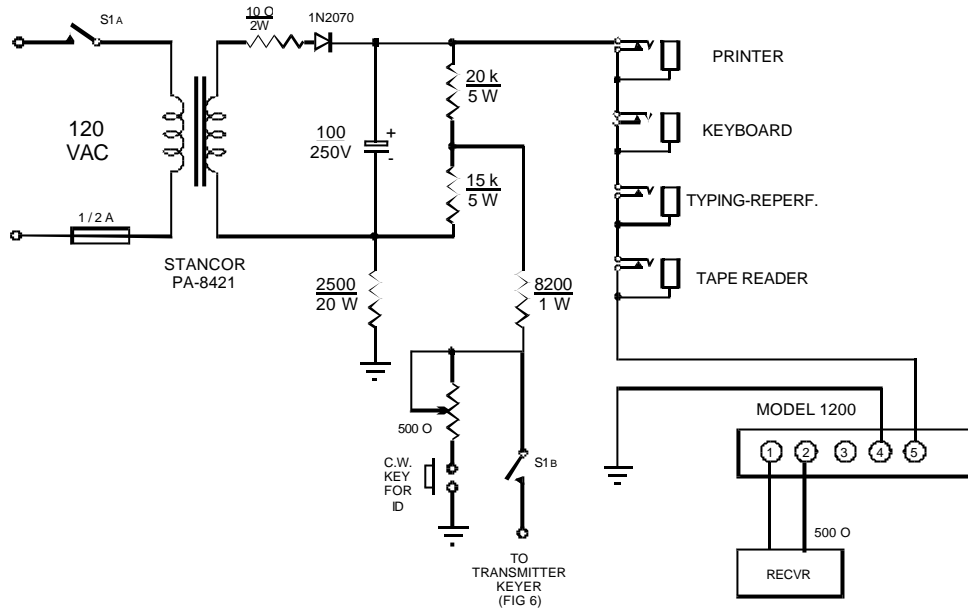 S1A
10 O
2W
1N2070
120
VAC
1 / 2 A
STANCOR
PA-8421
100
250V
+
-
20 k
5 W
15 k
5 W
2500
20 W
8200
1 W
500 O
C.W.
KEY
FOR
ID
S1B
TO
TRANSMITTER
KEYER
(FIG 6)
PRINTER
KEYBOARD
TYPING-REPERF.
TAPE READER
MODEL 1200
1 2 3 4 5
500 O
RECVR